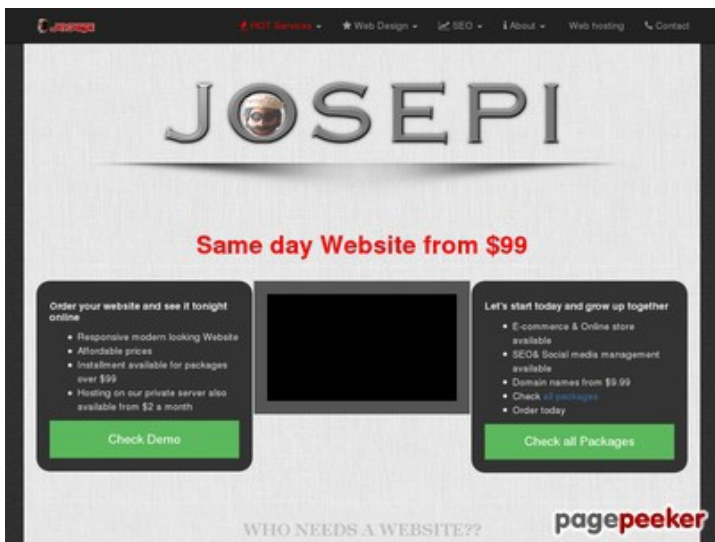 JOSEPI
HOT Services
Web Design
SEO
About
Web hosting
Contact
JOSEPI
Same day Website from $99
Order your website and see it tonight
online
Responsive modern looking Website
Affordable prices
Installment available for packages
over $99
Hosting on our private server also
available from $2 a month
Check Demo
Let's start today and grow up together
E-commerce & Online store
available
SEO& Social media management
available
Domain names from $9.99
Check all packages
Order today
Check all Packages
WHO NEEDS A WEBSITE??
pagepeeker